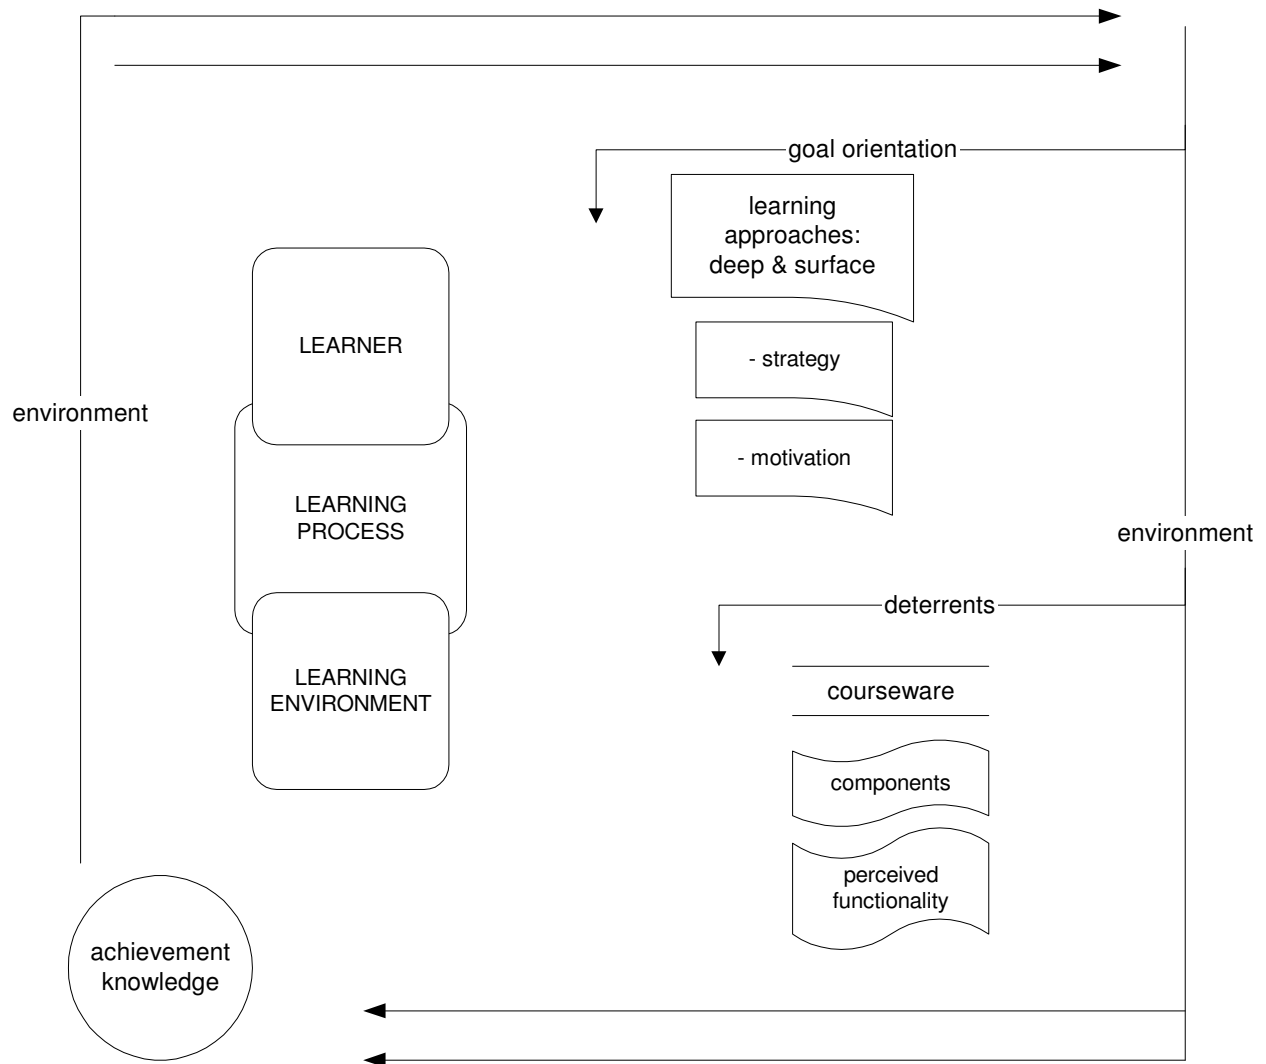 goal orientation
learning
approaches:
deep & surface
LEARNER
- strategy
environment
- motivation
LEARNING
PROCESS
environment
deterrents
LEARNING
ENVIRONMENT
courseware
components
perceived
functionality
achievement
knowledge